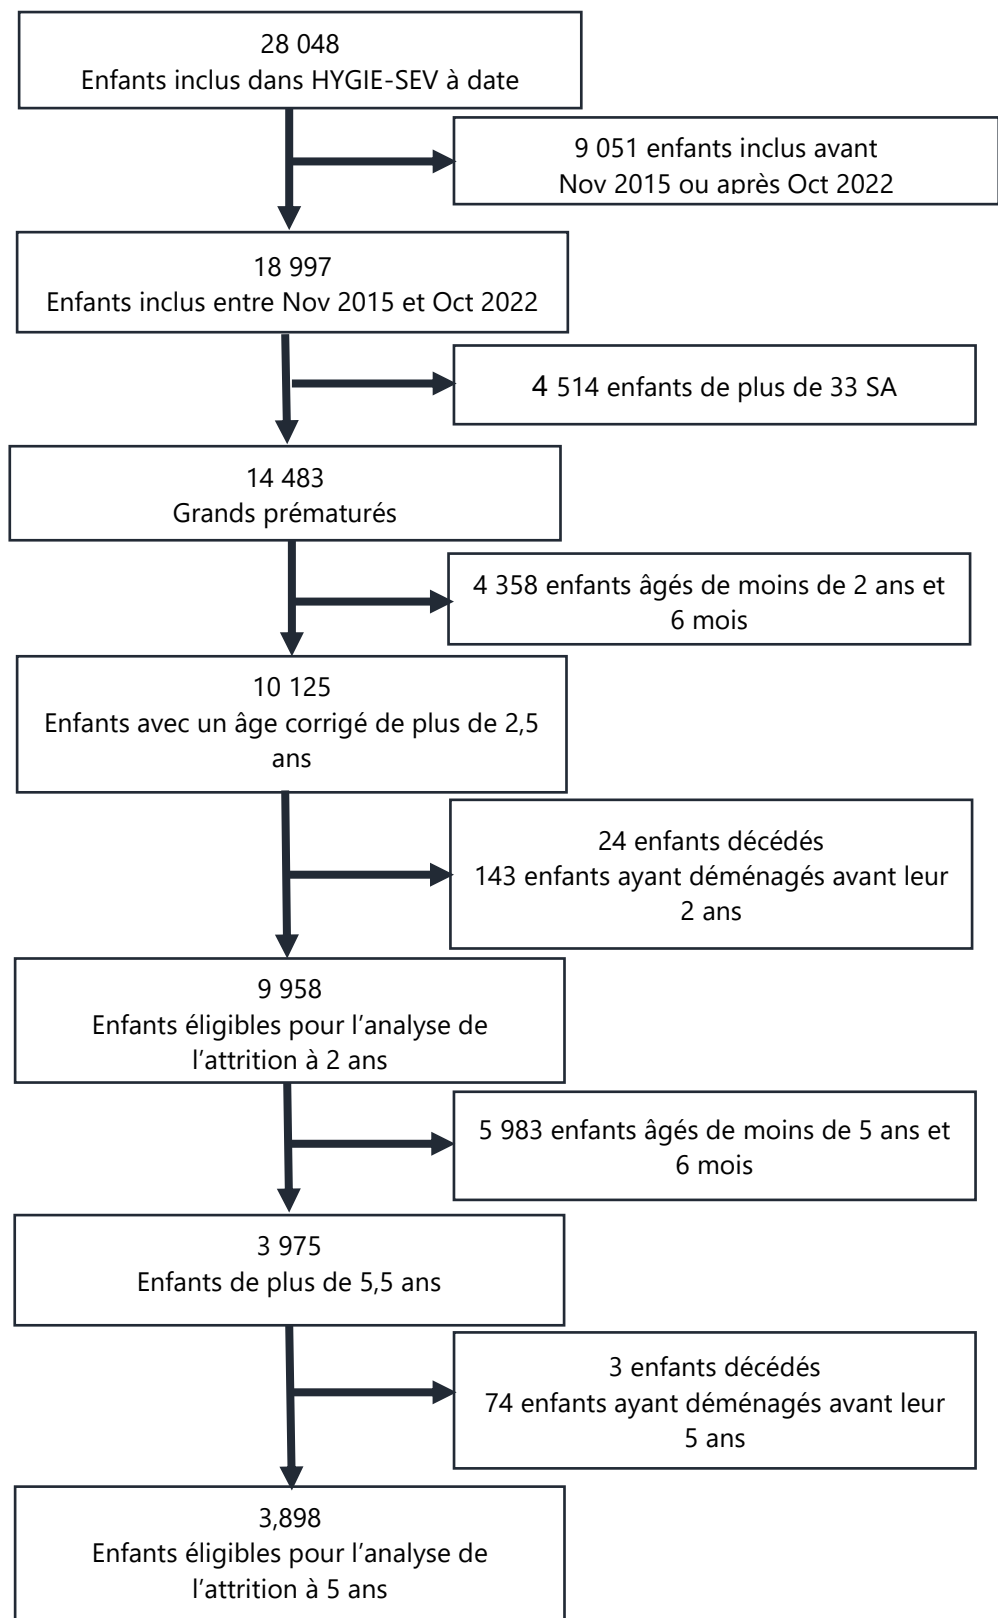 28 048
Enfants inclus dans HYGIE-SEV à date
9 051 enfants inclus avant
Nov 2015 ou après Oct 2022
18 997
Enfants inclus entre Nov 2015 et Oct 2022
4 514 enfants de plus de 33 SA
14 483
Grands prématurés
4 358 enfants âgés de moins de 2 ans et
6 mois
10 125
Enfants avec un âge corrigé de plus de 2,5
ans
24 enfants décédés
143 enfants ayant déménagés avant leur
2 ans
9 958
Enfants éligibles pour l’analyse de
l’attrition à 2 ans
5 983 enfants âgés de moins de 5 ans et
6 mois
3 975
Enfants de plus de 5,5 ans
3 enfants décédés
74 enfants ayant déménagés avant leur
5 ans
3,898
Enfants éligibles pour l’analyse de
l’attrition à 5 ans